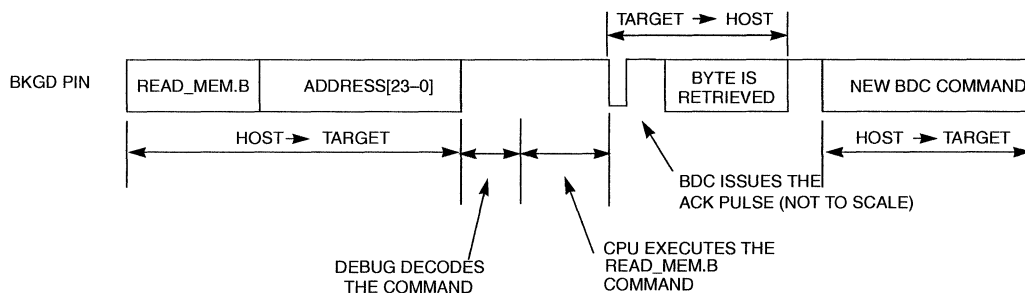 TARGET → HOST
BKGD PIN
READ_MEM.B
ADDRESS[23–0]
BYTE IS
RETRIEVED
NEW BDC COMMAND
HOST → TARGET
HOST → TARGET
BDC ISSUES THE
ACK PULSE (NOT TO SCALE)
DEBUG DECODES
THE COMMAND
CPU EXECUTES THE
READ_MEM.B
COMMAND